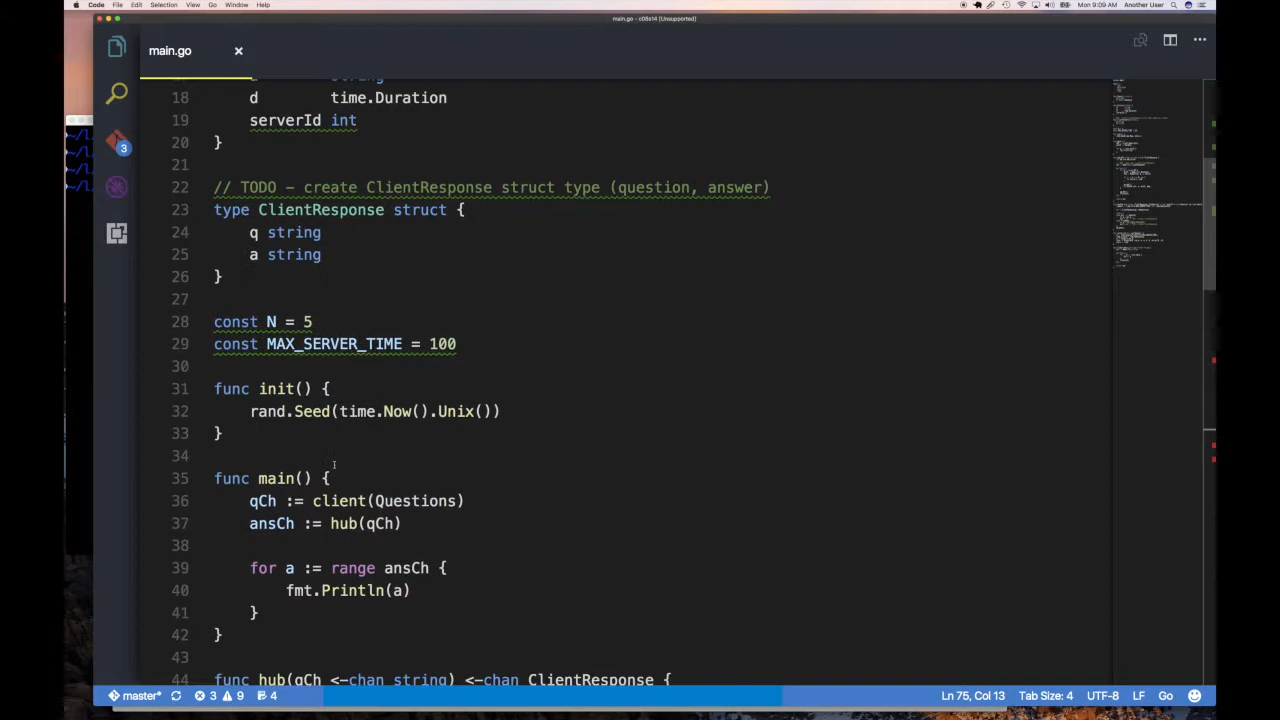 Code File Edit Selection View Go Window Help
Mon 9:09 AM Another User
main.go - c08s14 [Unsupported]
main.go
18 d time.Duration
19 serverId int
20 }
21
22 // TODO - create ClientResponse struct type (question, answer)
23 type ClientResponse struct {
24 q string
25 a string
26 }
27
28 const N = 5
29 const MAX_SERVER_TIME = 100
30
31 func init() {
32 rand.Seed(time.Now().Unix())
33 }
34
35 func main() {
36 qCh := client(Questions)
37 ansCh := hub(qCh)
38
39 for a := range ansCh {
40 fmt.Println(a)
41 }
42 }
43
44 func hub(qCh <-chan string) <-chan ClientResponse {
3
master* 3 9 4
Ln 75, Col 13 Tab Size: 4 UTF-8 LF Go